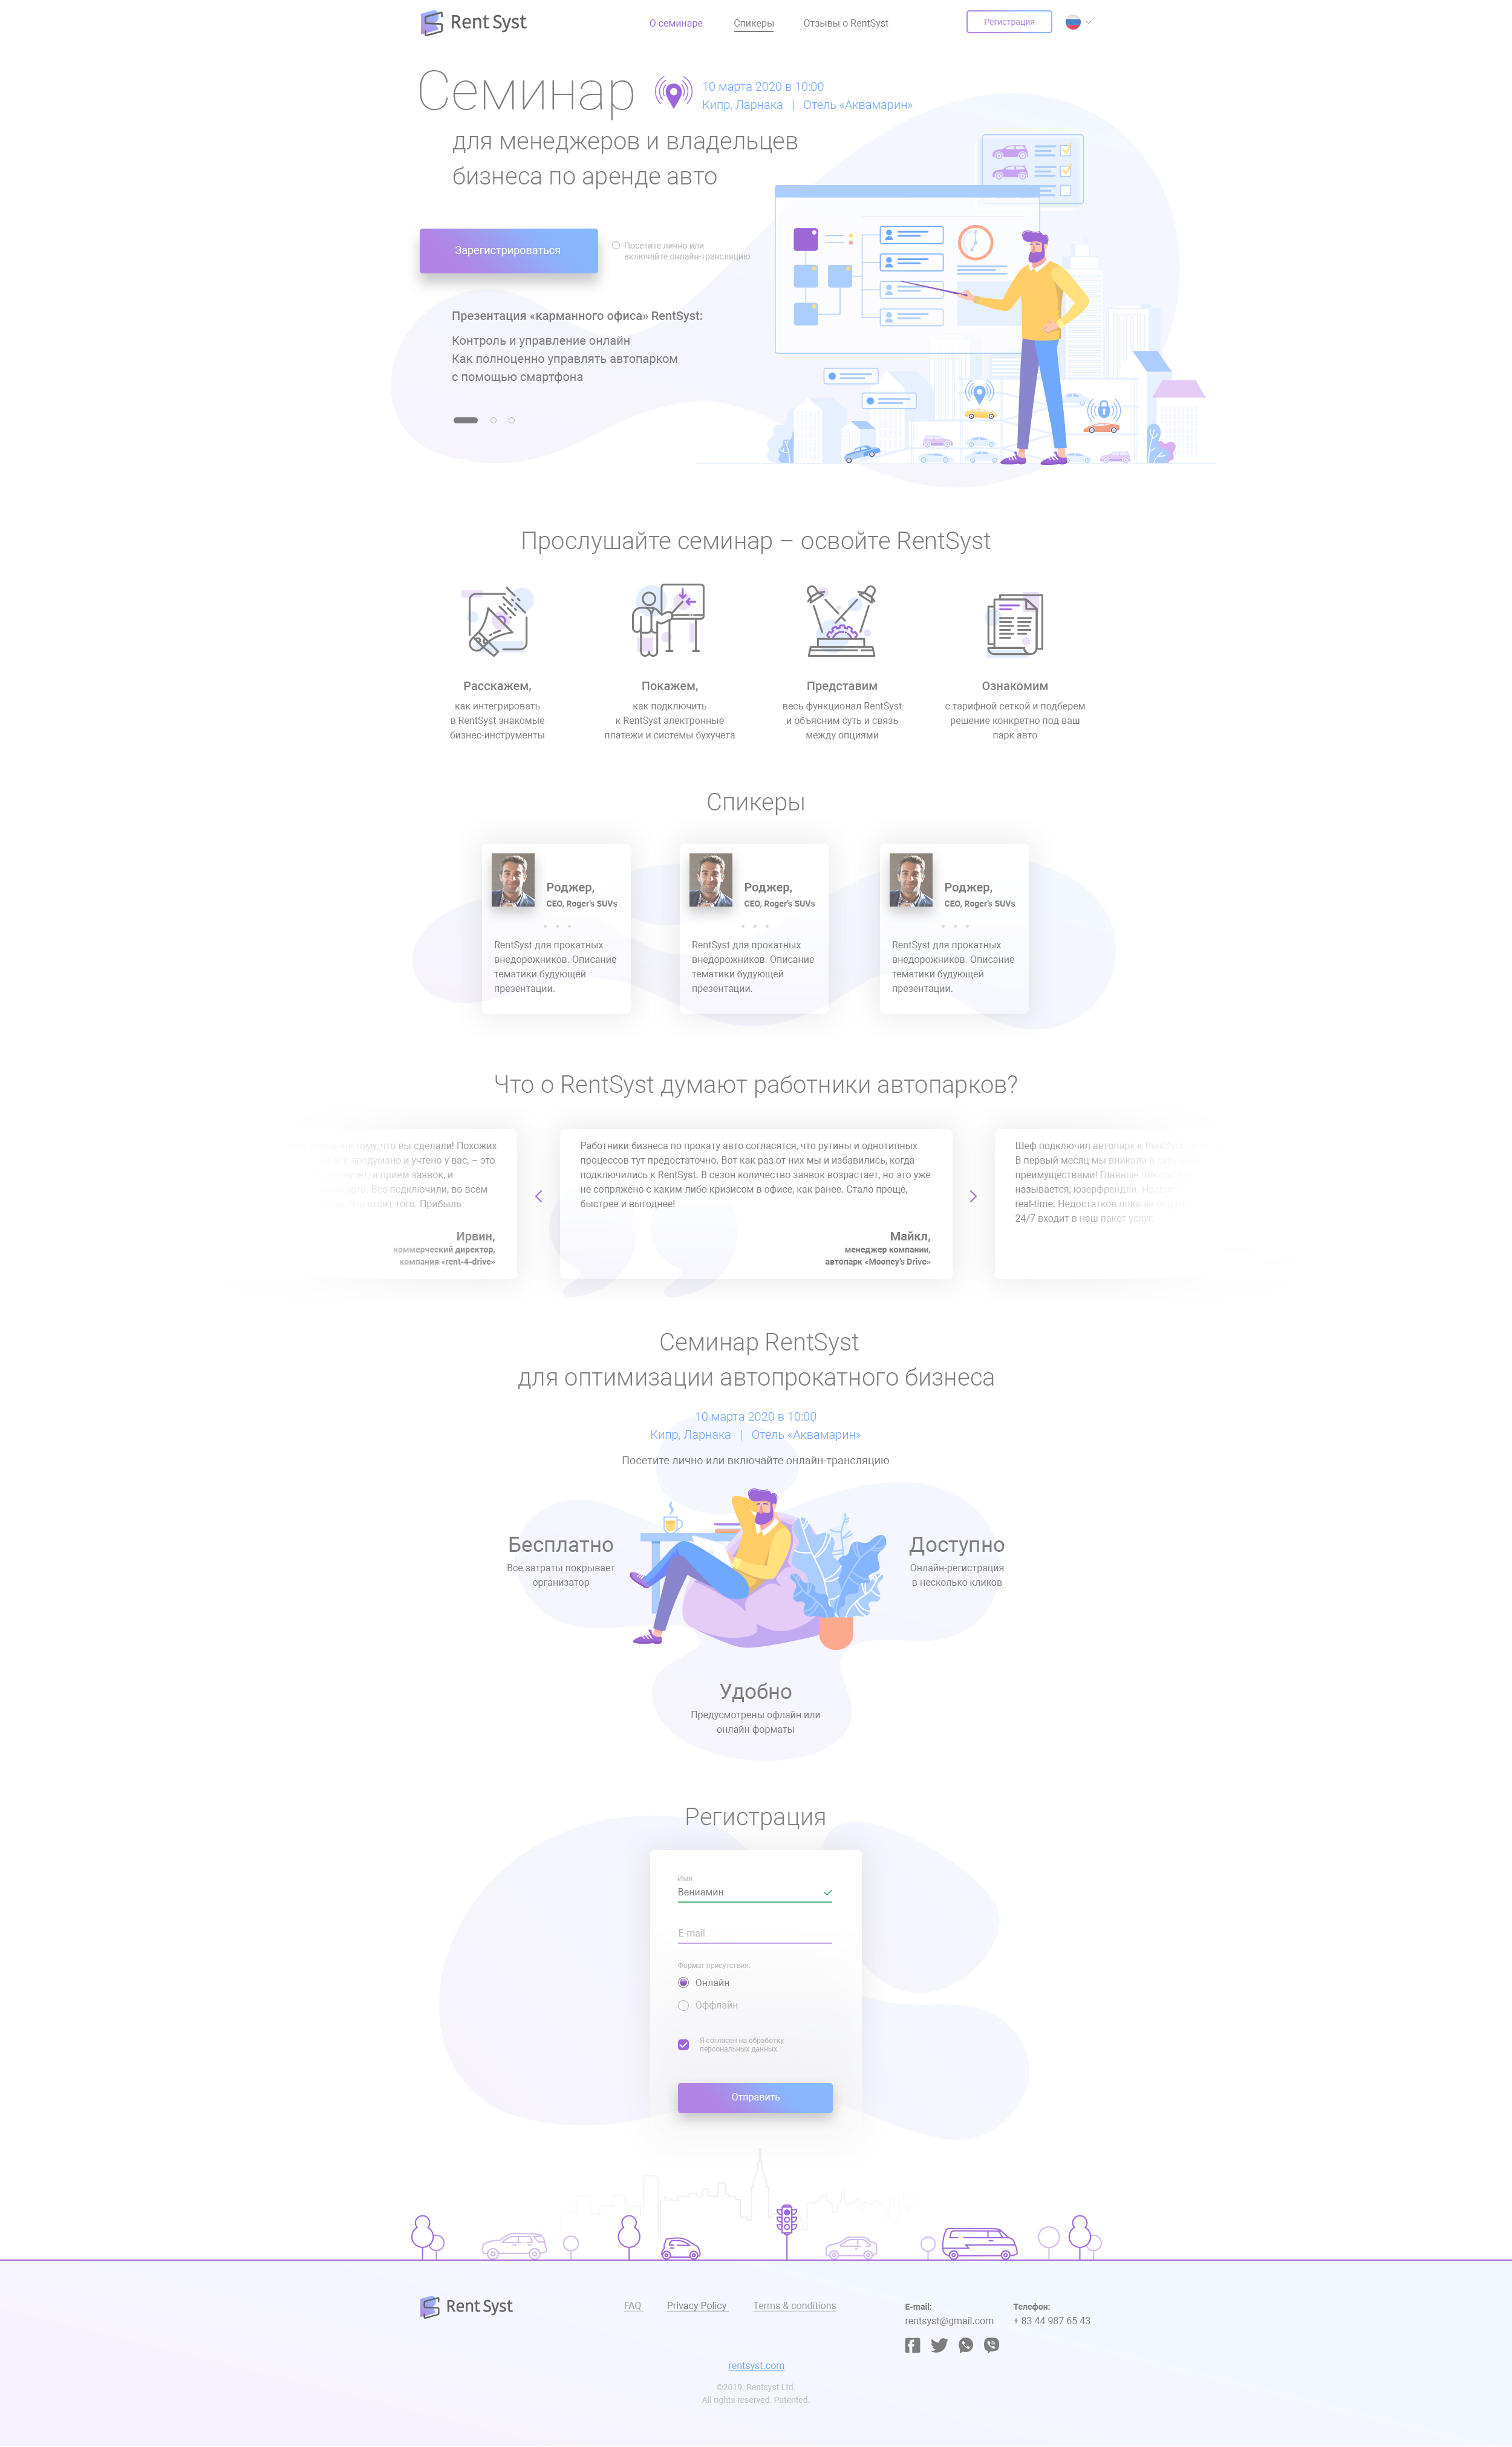 Rent Syst
О семинаре
Спикеры
Отзывы о RentSyst
Регистрация
Семинар
10 марта 2020 в 10:00
Кипр, Ларнака | Отель «Аквамарин»
для менеджеров и владельцев
бизнеса по аренде авто
Зарегистрироваться
Посетите лично или
включайте онлайн-трансляцию
Презентация «карманного офиса» RentSyst:
Контроль и управление онлайн
Как полноценно управлять автопарком
с помощью смартфона
Прослушайте семинар – освойте RentSyst
Расскажем,
как интегрировать
в RentSyst знакомые
бизнес-инструменты
Покажем,
как подключить
к RentSyst электронные
платежи и системы бухучета
Представим
весь функционал RentSyst
и объясним суть и связь
между опциями
Ознакомим
с тарифной сеткой и подберем
решение конкретно под ваш
парк авто
Спикеры
Роджер,
CEO, Roger's SUVs
RentSyst для прокатных
внедорожников. Описание
тематики будующей
презентации.
Роджер,
CEO, Roger's SUVs
RentSyst для прокатных
внедорожников. Описание
тематики будующей
презентации.
Роджер,
CEO, Roger's SUVs
RentSyst для прокатных
внедорожников. Описание
тематики будующей
презентации.
Что о RentSyst думают работники автопарков?
тому, что вы сделали! Похожих
продумано и учтено у вас, – это
и прием заявок, и
авто. Все подключили, во всем
Это стоит того. Прибыль
Ирвин,
коммерческий директор,
компания «rent-4-drive»
Работники бизнеса по прокату авто согласятся, что рутины и однотипных
процессов тут предостаточно. Вот как раз от них мы и избавились, когда
подключились к RentSyst. В сезон количество заявок возрастает, но это уже
не сопряжено с каким-либо кризисом в офисе, как ранее. Стало проще,
быстрее и выгоднее!
Майкл,
менеджер компании,
автопарк «Mooney's Drive»
Шеф подключил автопарк к RentSyst
В первый месяц мы вникали в
преимуществами! Главные
называется, юзерфрендли.
real-time. Недостатков пока не
24/7 входит в наш пакет услуг.
Семинар RentSyst
для оптимизации автопрокатного бизнеса
10 марта 2020 в 10:00
Кипр, Ларнака | Отель «Аквамарин»
Посетите лично или включайте онлайн-трансляцию
Бесплатно
Все затраты покрывает
организатор
Доступно
Онлайн-регистрация
в несколько кликов
Удобно
Предусмотрены офлайн или
онлайн форматы
Регистрация
Имя
Вениамин
E-mail
Формат присутствия:
Онлайн
Оффлайн
Я согласен на обработку
персональных данных
Отправить
Rent Syst
FAQ
Privacy Policy
Terms & conditions
E-mail:
rentsyst@gmail.com
Телефон:
+ 83 44 987 65 43
rentsyst.com
©2019. Rentsyst Ltd.
All rights reserved. Patented.